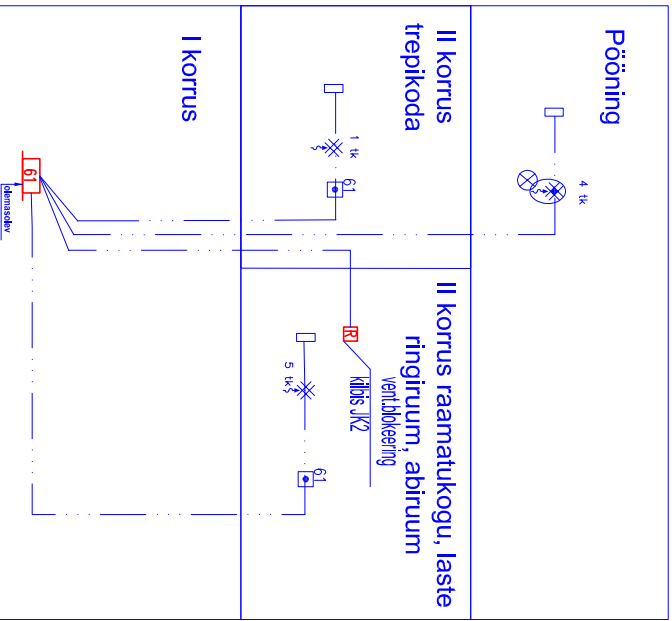 Pööning
4 tk
II korrus
trepikoda
1 tk
61
II korrus raamatukogu, laste
ringiruum, abiruum
R
vent.blokeering
kilbis JK2
5 tk
61
I korrus
61
olemasolev